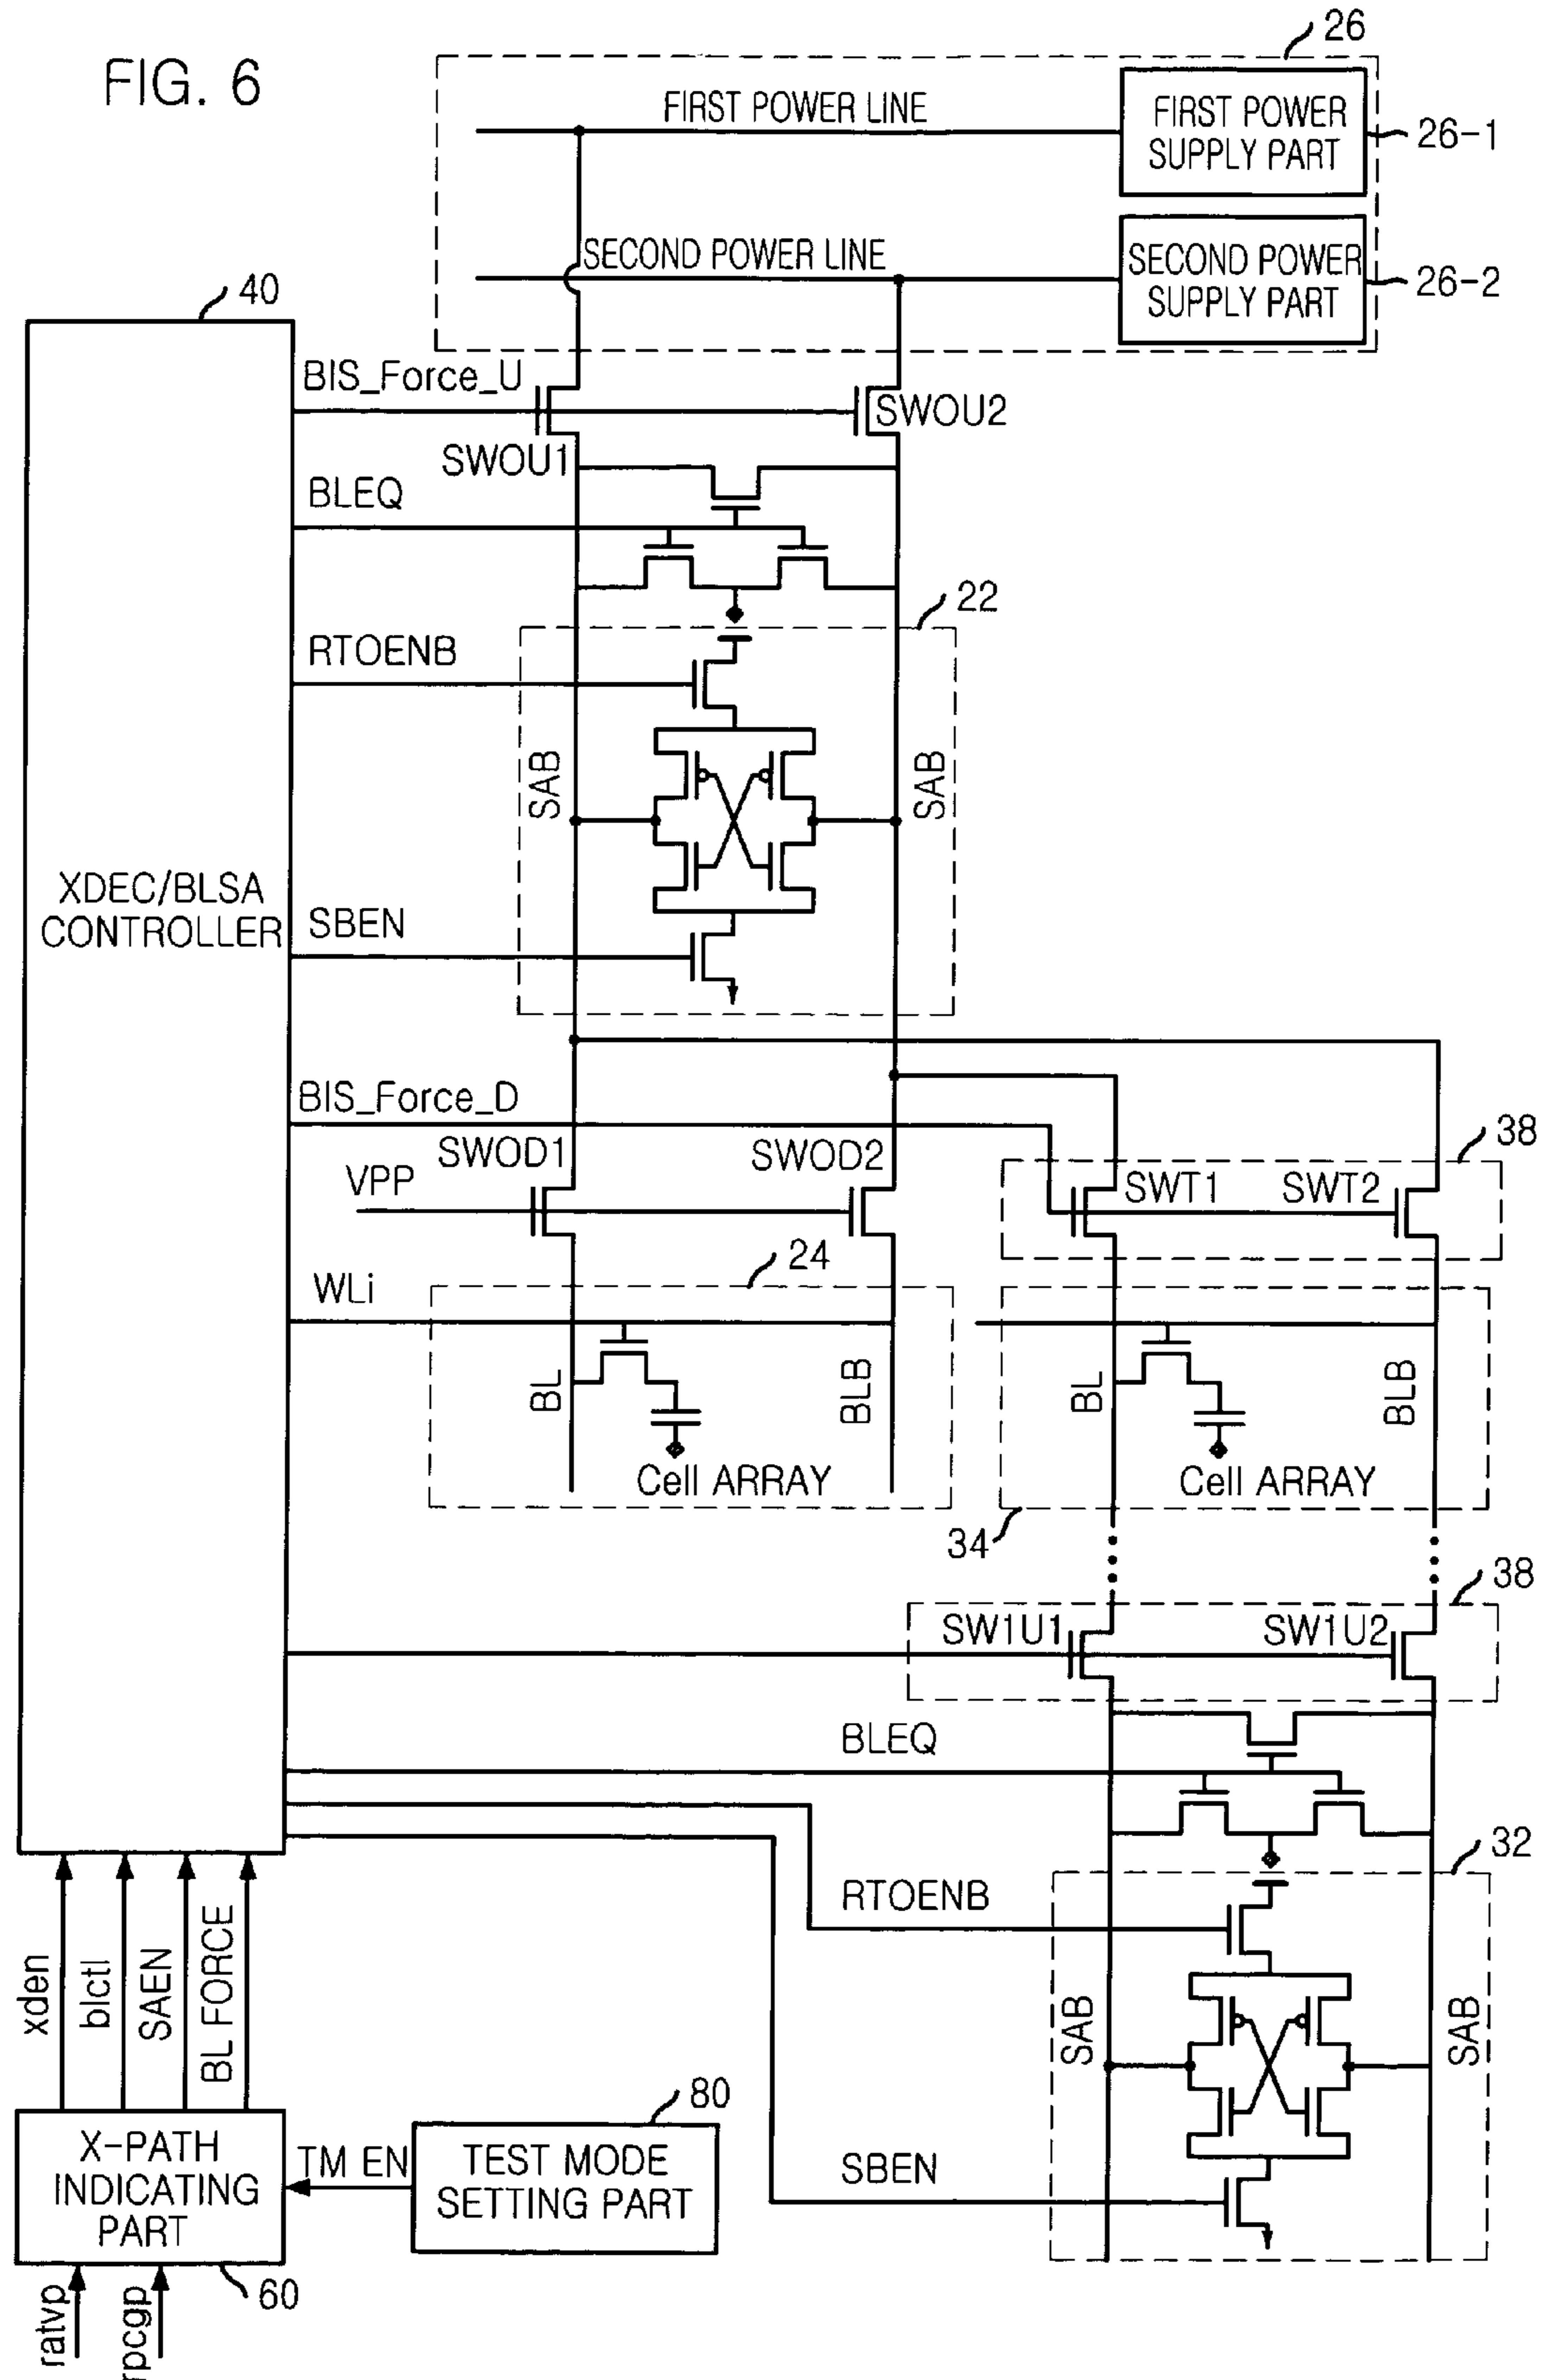 FIG. 6
26
FIRST POWER LINE
FIRST POWER
SUPPLY PART
26-1
SECOND POWER LINE
SECOND POWER
SUPPLY PART
26-2
40
BIS_Force_U
SWOU1
SWOU2
BLEQ
22
RTOENB
SAB
SAB
XDEC/BLSA
CONTROLLER
SBEN
BIS_Force_D
SWOD1
SWOD2
38
VPP
SWT1
SWT2
24
WLi
BL
BLB
BL
BLB
Cell ARRAY
Cell ARRAY
34
38
SW1U1
SW1U2
BLEQ
32
RTOENB
SAB
SAB
xden
blctl
SAEN
BL FORCE
80
X-PATH
INDICATING
PART
TM EN
TEST MODE
SETTING PART
SBEN
60
ratvp
rpcgp